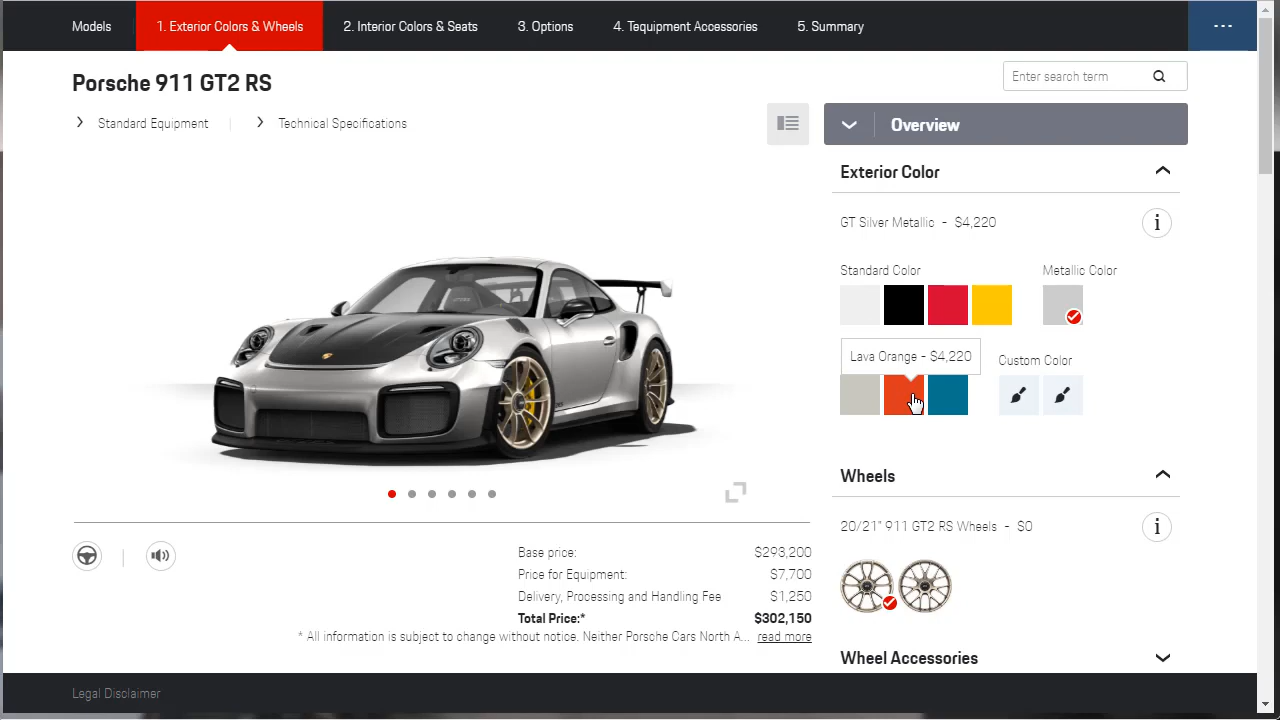 Models
1. Exterior Colors & Wheels
2. Interior Colors & Seats
3. Options
4. Tequipment Accessories
5. Summary
Porsche 911 GT2 RS
Enter search term
Standard Equipment
Technical Specifications
Overview
Exterior Color
GT Silver Metallic - $4,220
Standard Color
Metallic Color
Lava Orange - $4,220
Custom Color
Wheels
20/21" 911 GT2 RS Wheels - $0
Base price: $293,200
Price for Equipment: $7,700
Delivery, Processing and Handling Fee $1,250
Total Price:* $302,150
* All information is subject to change without notice. Neither Porsche Cars North A... read more
Wheel Accessories
Legal Disclaimer